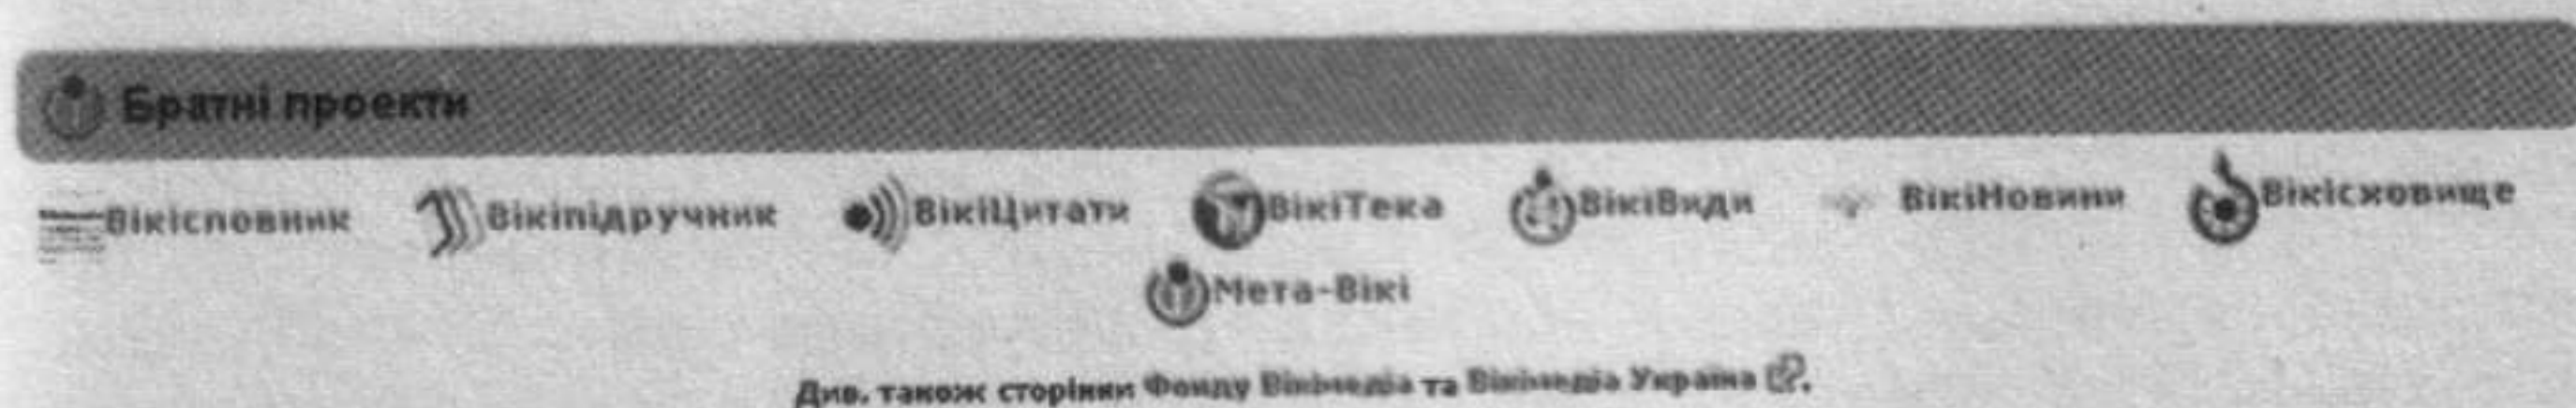 Братні проекти
Вікісловник Вікіпідручник ВікіЦитати ВікіТека ВікіВиди ВікіНовини Вікісховище
Мета-Вікі
Див. також сторінки Фонду Вікімедіа та Вікімедіа Україна.